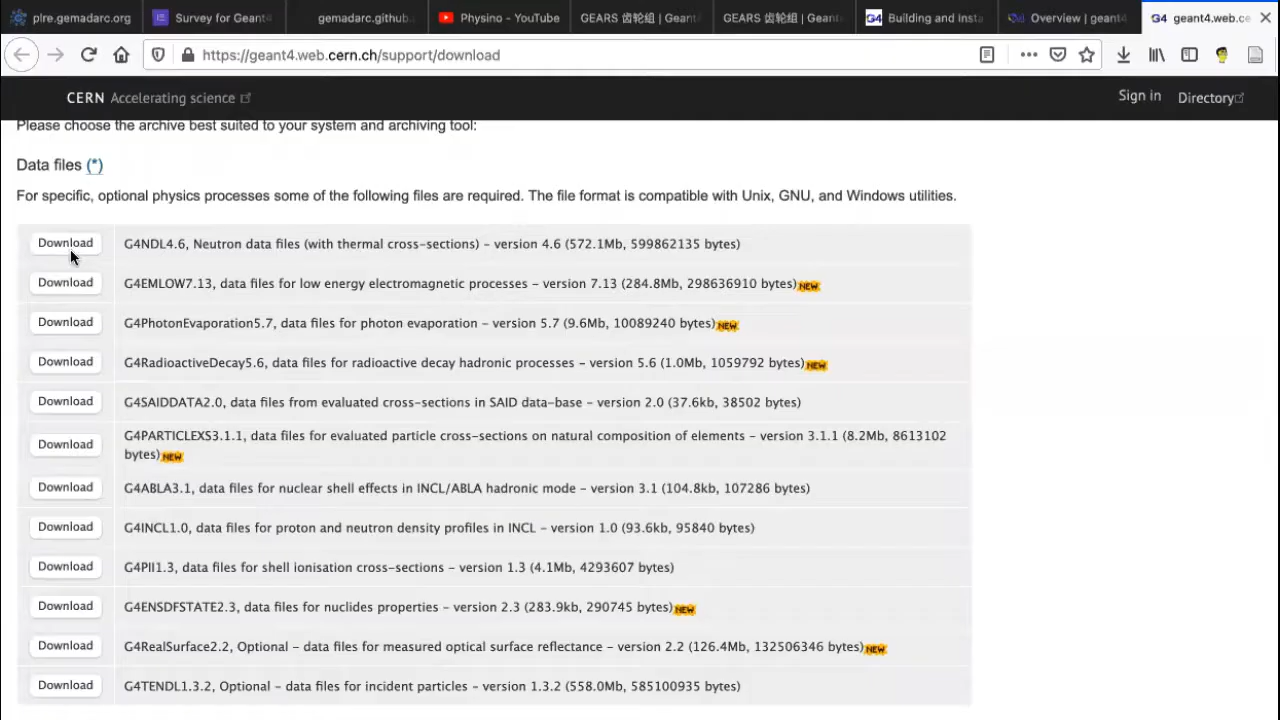 plre.gemadarc.org
Survey for Geant4
gemadarc.github.
Physino - YouTube
GEARS 齿轮组 | Geant
GEARS 齿轮组 | Geant
G4 Building and Insta
Overview | geant4
G4 geant4.web.ce
https://geant4.web.cern.ch/support/download
CERN Accelerating science
Sign in
Directory
Please choose the archive best suited to your system and archiving tool:
Data files (*)
For specific, optional physics processes some of the following files are required. The file format is compatible with Unix, GNU, and Windows utilities.
Download G4NDL4.6, Neutron data files (with thermal cross-sections) - version 4.6 (572.1Mb, 599862135 bytes)
Download G4EMLOW7.13, data files for low energy electromagnetic processes - version 7.13 (284.8Mb, 298636910 bytes) NEW
Download G4PhotonEvaporation5.7, data files for photon evaporation - version 5.7 (9.6Mb, 10089240 bytes) NEW
Download G4RadioactiveDecay5.6, data files for radioactive decay hadronic processes - version 5.6 (1.0Mb, 1059792 bytes) NEW
Download G4SAIDDATA2.0, data files from evaluated cross-sections in SAID data-base - version 2.0 (37.6kb, 38502 bytes)
Download G4PARTICLEXS3.1.1, data files for evaluated particle cross-sections on natural composition of elements - version 3.1.1 (8.2Mb, 8613102
bytes) NEW
Download G4ABLA3.1, data files for nuclear shell effects in INCL/ABLA hadronic mode - version 3.1 (104.8kb, 107286 bytes)
Download G4INCL1.0, data files for proton and neutron density profiles in INCL - version 1.0 (93.6kb, 95840 bytes)
Download G4PII1.3, data files for shell ionisation cross-sections - version 1.3 (4.1Mb, 4293607 bytes)
Download G4ENSDFSTATE2.3, data files for nuclides properties - version 2.3 (283.9kb, 290745 bytes) NEW
Download G4RealSurface2.2, Optional - data files for measured optical surface reflectance - version 2.2 (126.4Mb, 132506346 bytes) NEW
Download G4TENDL1.3.2, Optional - data files for incident particles - version 1.3.2 (558.0Mb, 585100935 bytes)